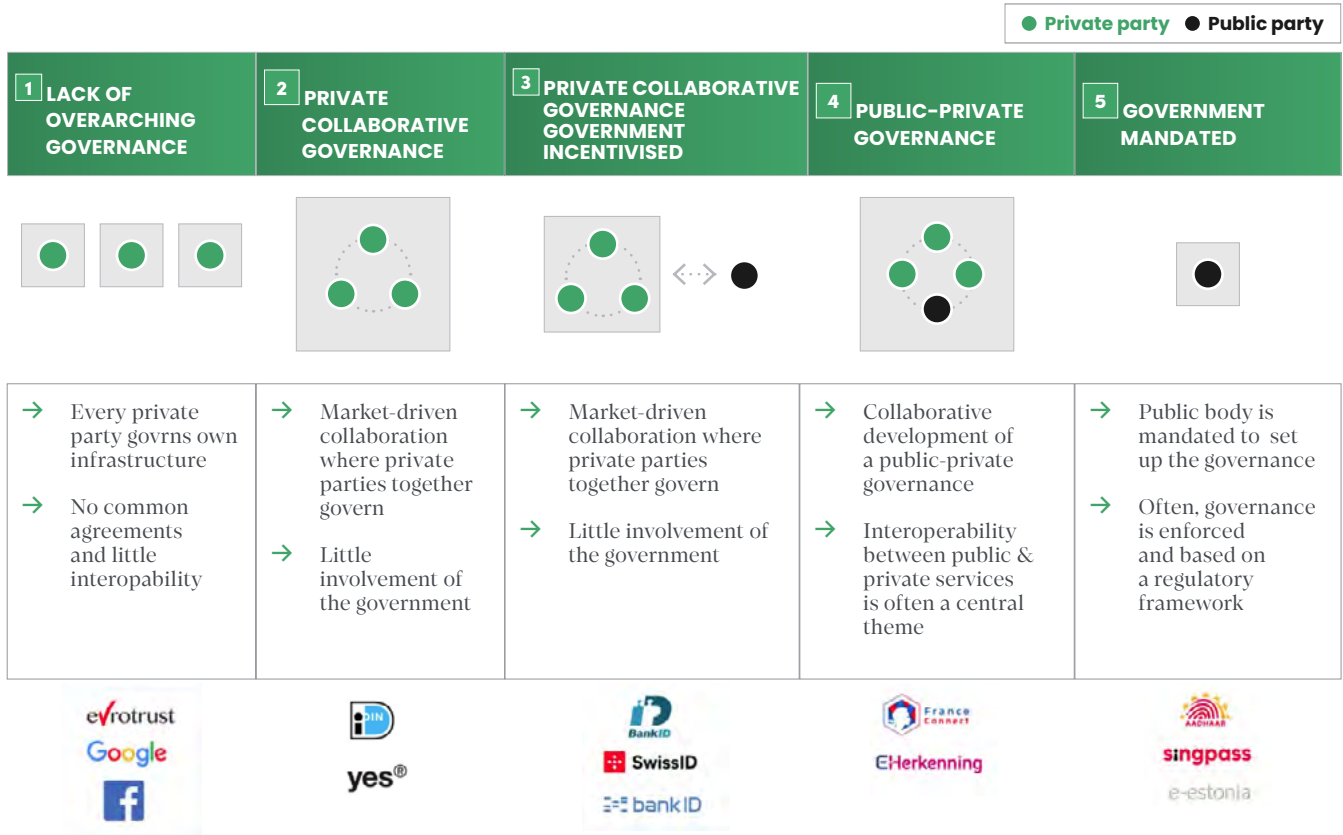 Private party Public party
1 LACK OF
OVERARCHING
GOVERNANCE
2 PRIVATE
COLLABORATIVE
GOVERNANCE
3 PRIVATE COLLABORATIVE
GOVERNANCE
GOVERNMENT
INCENTIVISED
4 PUBLIC-PRIVATE
GOVERNANCE
5 GOVERNMENT
MANDATED
→ Every private
party govrns own
infrastructure
→ No common
agreements
and little
interopability
→ Market-driven
collaboration
where private
parties together
govern
→ Little
involvement of
the government
→ Market-driven
collaboration where
private parties
together govern
→ Little involvement of
the government
→ Collaborative
development of
a public-private
governance
→ Interoperability
between public &
private services
is often a central
theme
→ Public body is
mandated to set
up the governance
→ Often, governance
is enforced
and based on
a regulatory
framework
evrotrust
Google
f
iDIN
yes®
BankID
SwissID
bankID
France
Connect
EHerkenning
AADHAAR
singpass
e-estonia